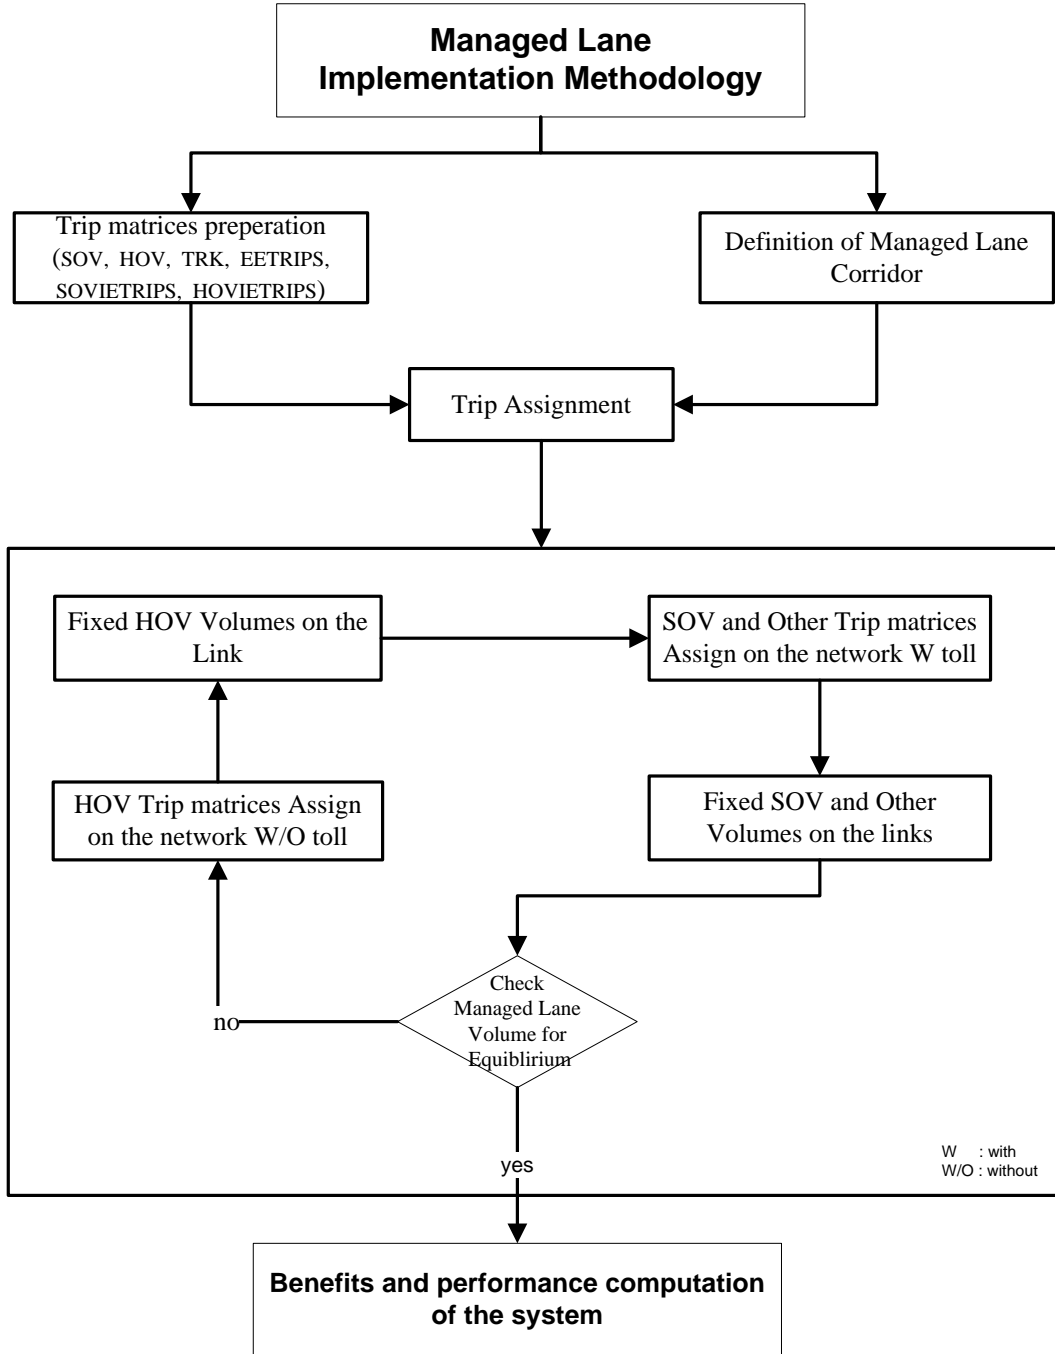 Managed Lane
Implementation Methodology
Trip matrices preperation
(SOV, HOV, TRK, EETRIPS,
SOVIETRIPS, HOVIETRIPS)
Definition of Managed Lane
Corridor
Trip Assignment
Fixed HOV Volumes on the
Link
SOV and Other Trip matrices
Assign on the network W toll
HOV Trip matrices Assign
on the network W/O toll
Fixed SOV and Other
Volumes on the links
Check
Managed Lane
Volume for
Equiblirium
no
yes
W : with
W/O : without
Benefits and performance computation
of the system